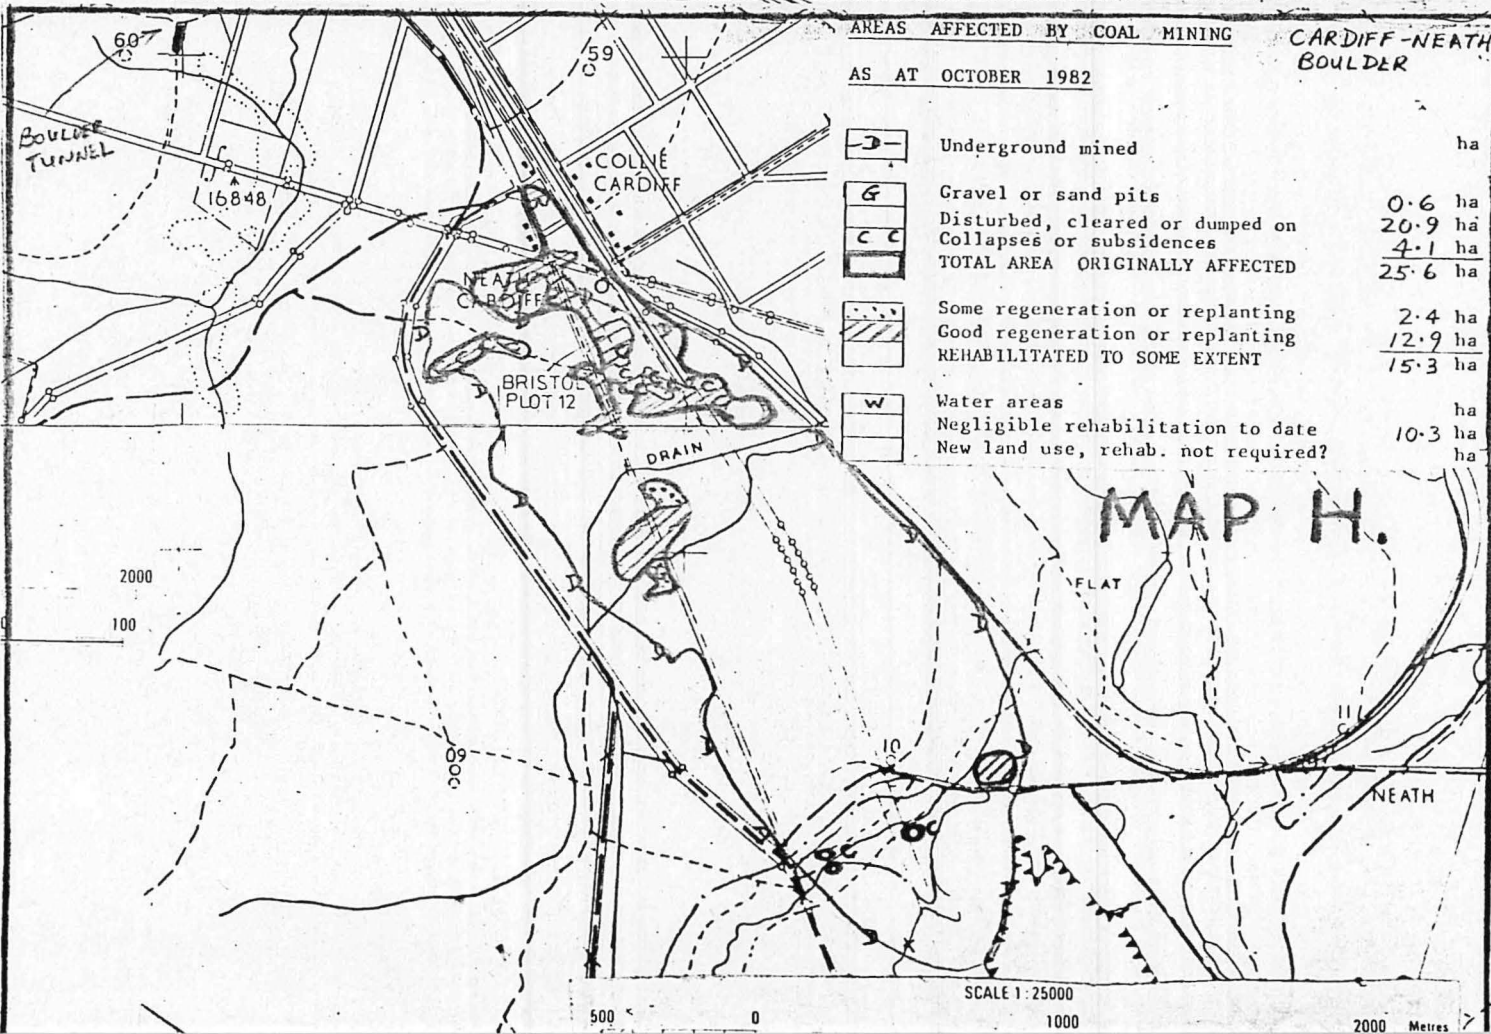 AREAS AFFECTED BY COAL MINING
CARDIFF-NEATH
BOULDER
AS AT OCTOBER 1982
D Underground mined ha
G Gravel or sand pits 0.6 ha
Disturbed, cleared or dumped on 20.9 ha
C C Collapses or subsidences 4.1 ha
TOTAL AREA ORIGINALLY AFFECTED 25.6 ha
Some regeneration or replanting 2.4 ha
Good regeneration or replanting 12.9 ha
REHABILITATED TO SOME EXTENT 15.3 ha
W Water areas ha
Negligible rehabilitation to date 10.3 ha
New land use, rehab. not required? ha
MAP H.
60
59
BOULDER
TUNNEL
16848
COLLIE
CARDIFF
W
NEATH
CARDIFF
D
D
BRISTOL
PLOT 12
D
DRAIN
D
D
2000
FLAT
D
100
D
D
11
D
10
D
09
NEATH
D
C
C
D
D
SCALE 1:25000
500 0 1000 2000 Metres